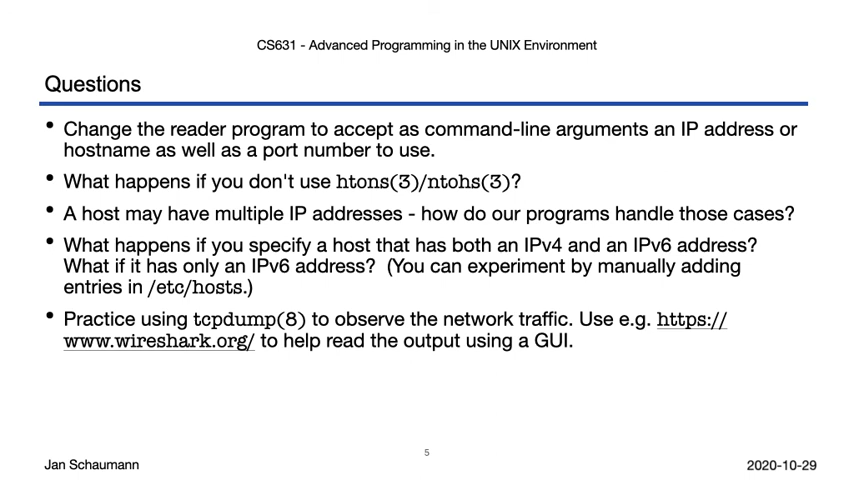 CS631 - Advanced Programming in the UNIX Environment
Questions
• Change the reader program to accept as command-line arguments an IP address or
hostname as well as a port number to use.
• What happens if you don't use htons(3)/ntohs(3)?
• A host may have multiple IP addresses - how do our programs handle those cases?
• What happens if you specify a host that has both an IPv4 and an IPv6 address?
What if it has only an IPv6 address? (You can experiment by manually adding
entries in /etc/hosts.)
• Practice using tcpdump(8) to observe the network traffic. Use e.g. https://
www.wireshark.org/ to help read the output using a GUI.
5
Jan Schaumann
2020-10-29